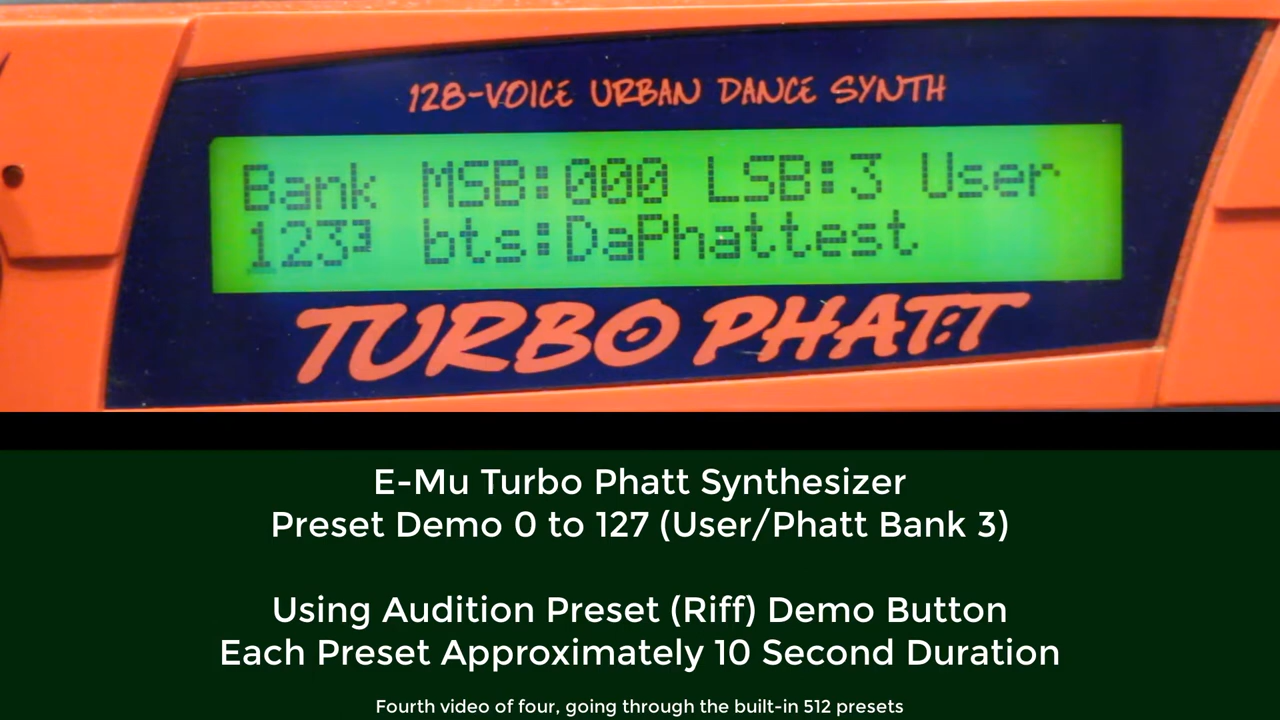 128-VOICE URBAN DANCE SYNTH
Bank MSB:000 LSB:3 User
123³ bts:DaPhattest
TURBO PHATT
E-Mu Turbo Phatt Synthesizer
Preset Demo 0 to 127 (User/Phatt Bank 3)
Using Audition Preset (Riff) Demo Button
Each Preset Approximately 10 Second Duration
Fourth video of four, going through the built-in 512 presets